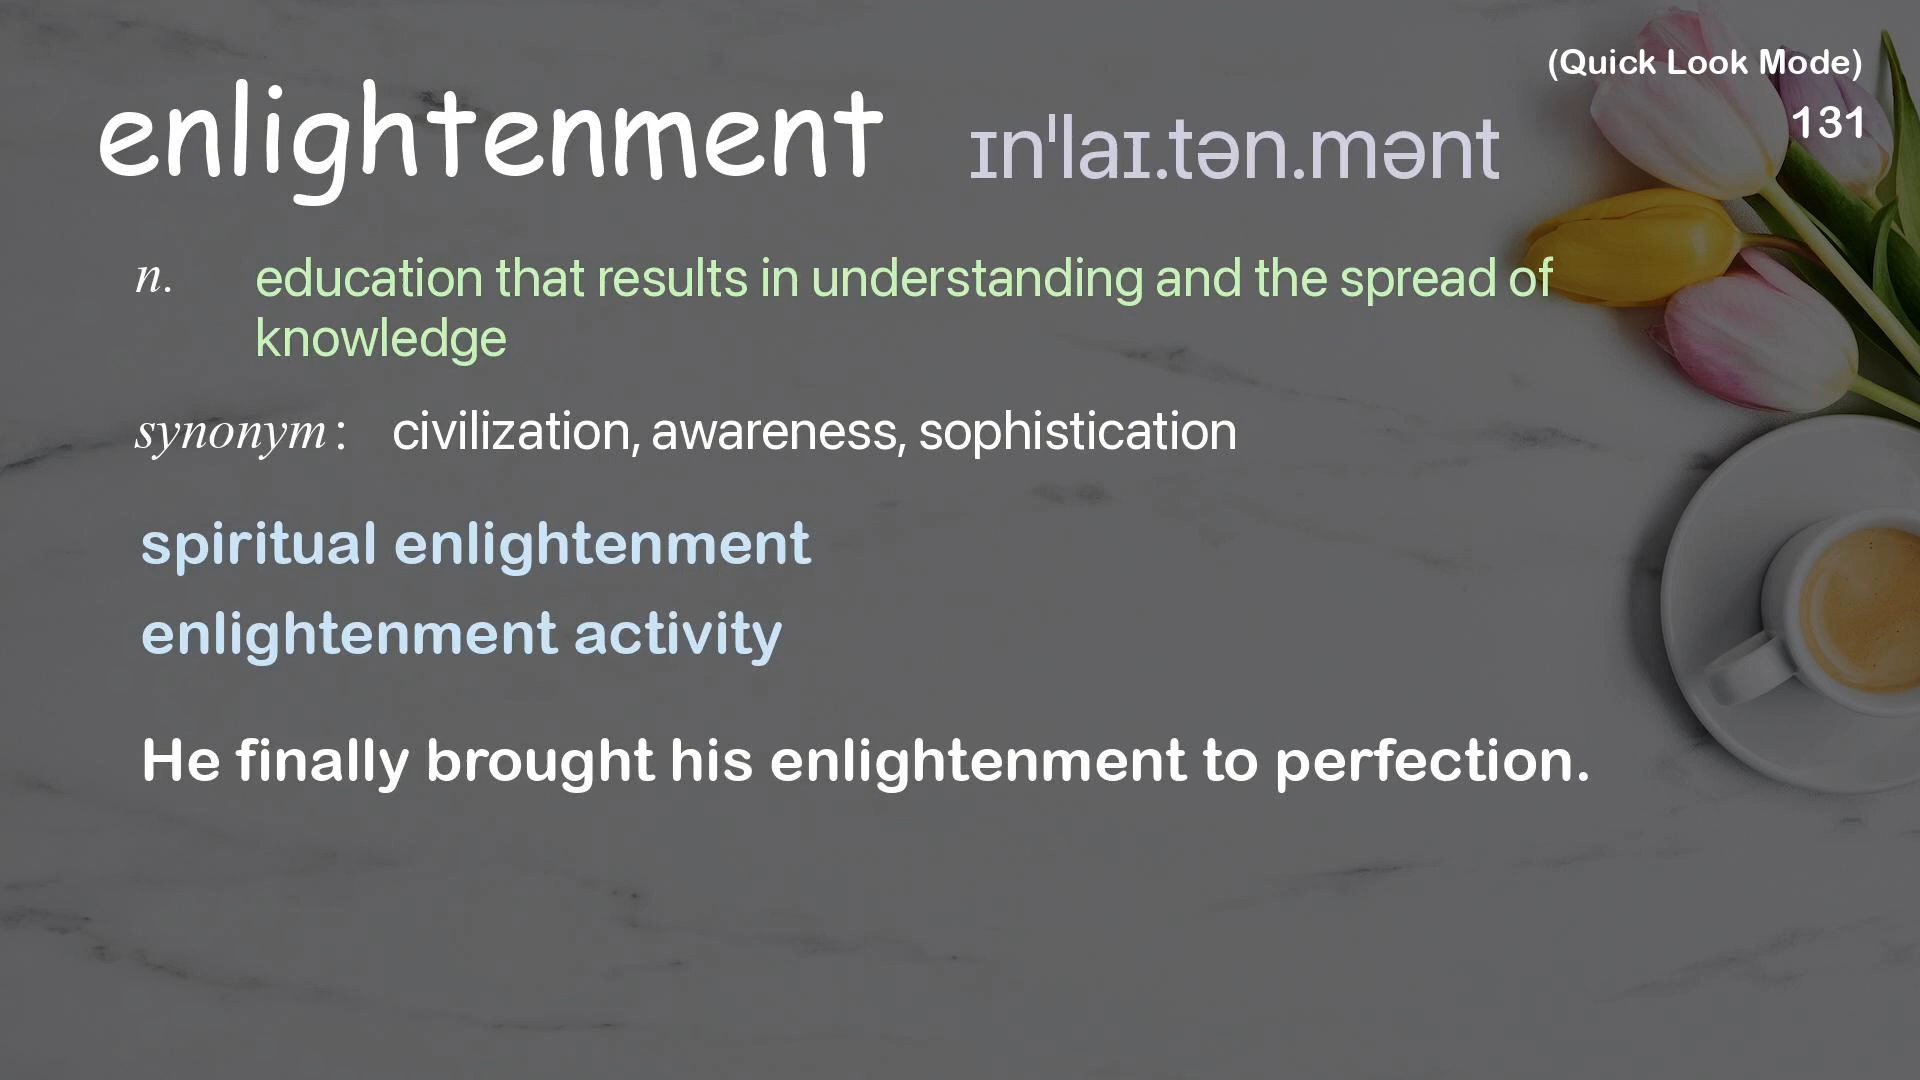 (Quick Look Mode)
131
enlightenment ɪnˈlaɪ.tən.mənt
n. education that results in understanding and the spread of
knowledge
synonym: civilization, awareness, sophistication
spiritual enlightenment
enlightenment activity
He finally brought his enlightenment to perfection.